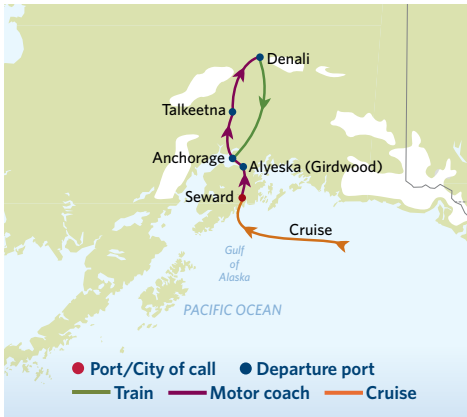 Denali
Talkeetna
Anchorage
Alyeska (Girdwood)
Seward
Cruise
Gulf
of
Alaska
PACIFIC OCEAN
Port/City of call Departure port
Train Motor coach Cruise